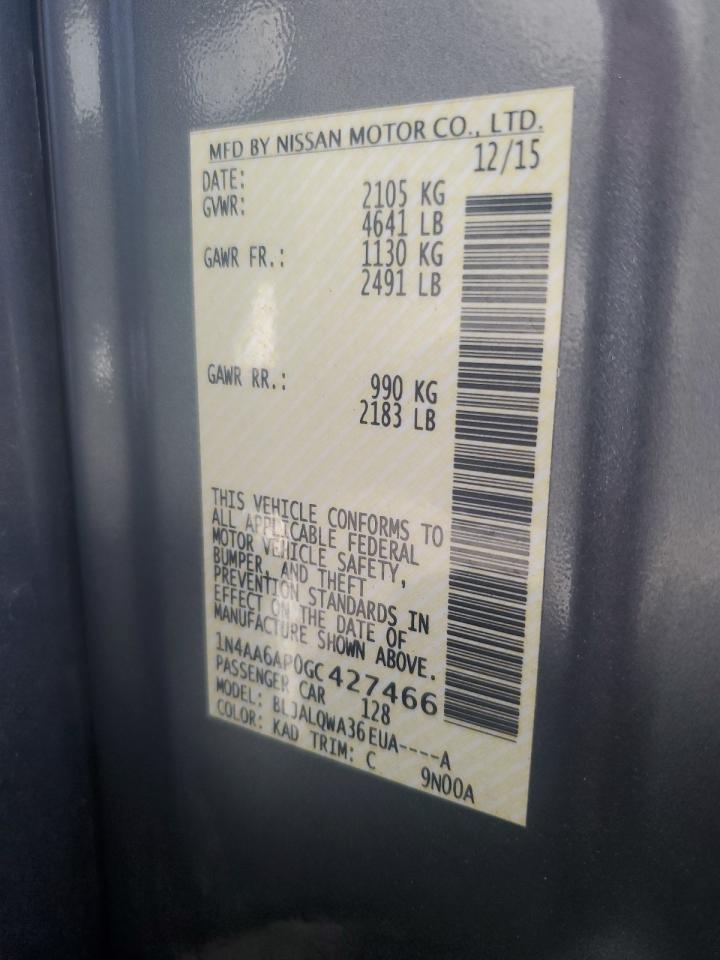 MFD BY NISSAN MOTOR CO., LTD.
DATE: 12/15
GVWR: 2105 KG
4641 LB
GAWR FR.: 1130 KG
2491 LB
GAWR RR.: 990 KG
2183 LB
THIS VEHICLE CONFORMS TO
ALL APPLICABLE FEDERAL
MOTOR VEHICLE SAFETY,
BUMPER, AND THEFT
PREVENTION STANDARDS IN
EFFECT ON THE DATE OF
MANUFACTURE SHOWN ABOVE.
1N4AA6AP0GC427466
PASSENGER CAR 128
MODEL: BLJALQWA36EUA----A
COLOR: KAD TRIM: C 9N00A